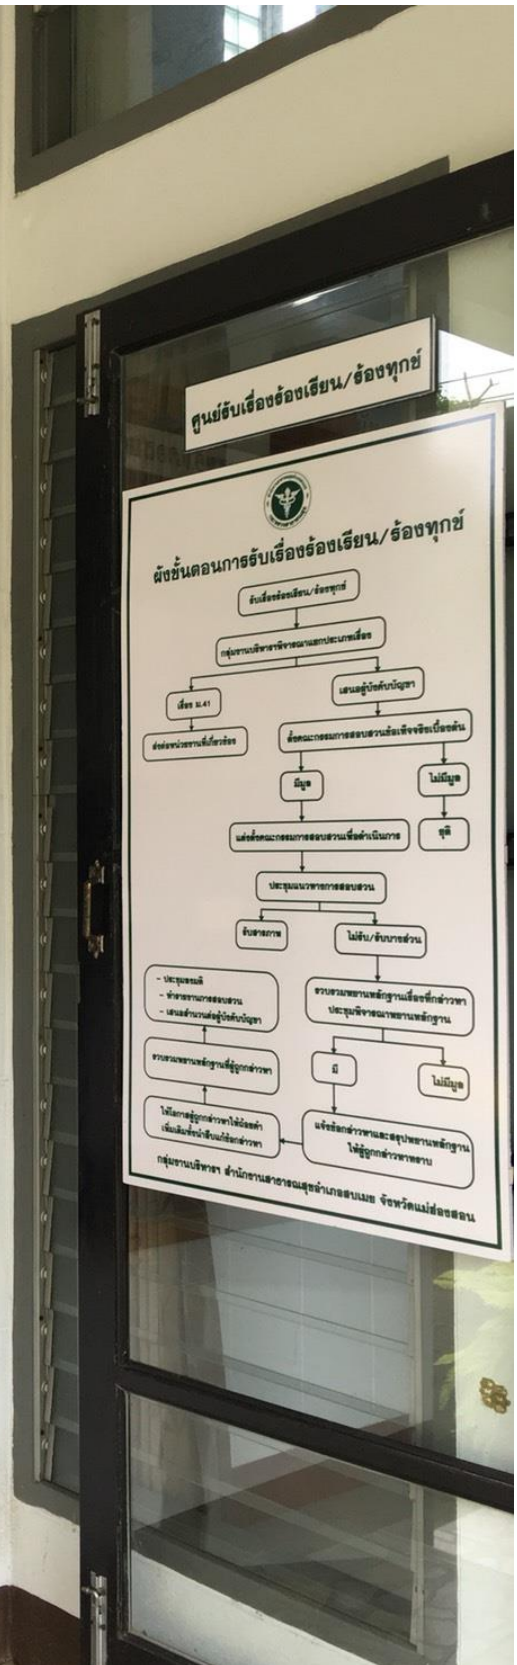 ศูนย์รับเรื่องร้องเรียน/ร้องทุกข์
ผังขั้นตอนการรับเรื่องร้องเรียน/ร้องทุกข์
รับเรื่องร้องเรียน/ร้องทุกข์
กลุ่มงานบริหารฯพิจารณาแยกประเภทเรื่อง
เรื่อง ม.41
เสนอผู้บังคับบัญชา
ส่งต่อหน่วยงานที่เกี่ยวข้อง
ตั้งคณะกรรมการสอบสวนข้อเท็จจริงเบื้องต้น
มีมูล
ไม่มีมูล
แต่งตั้งคณะกรรมการสอบสวนเพื่อดำเนินการ
ยุติ
ประชุมแนวทางการสอบสวน
รับสารภาพ
ไม่รับ/รับบางส่วน
- ประชุมลงมติ
- ทำรายงานการสอบสวน
- เสนอสำนวนต่อผู้บังคับบัญชา
รวบรวมพยานหลักฐานเรื่องที่กล่าวหา
ประชุมพิจารณาพยานหลักฐาน
รวบรวมพยานหลักฐานที่ผู้ถูกกล่าวหา
มี
ไม่มีมูล
ให้โอกาสผู้ถูกกล่าวหาให้ถ้อยคำ
เพิ่มเติมทั้งนำสืบแก้ข้อกล่าวหา
แจ้งข้อกล่าวหาและสรุปพยานหลักฐาน
ให้ผู้ถูกกล่าวหาทราบ
กลุ่มงานบริหารฯ สำนักงานสาธารณสุขอำเภอสบเมย จังหวัดแม่ฮ่องสอน